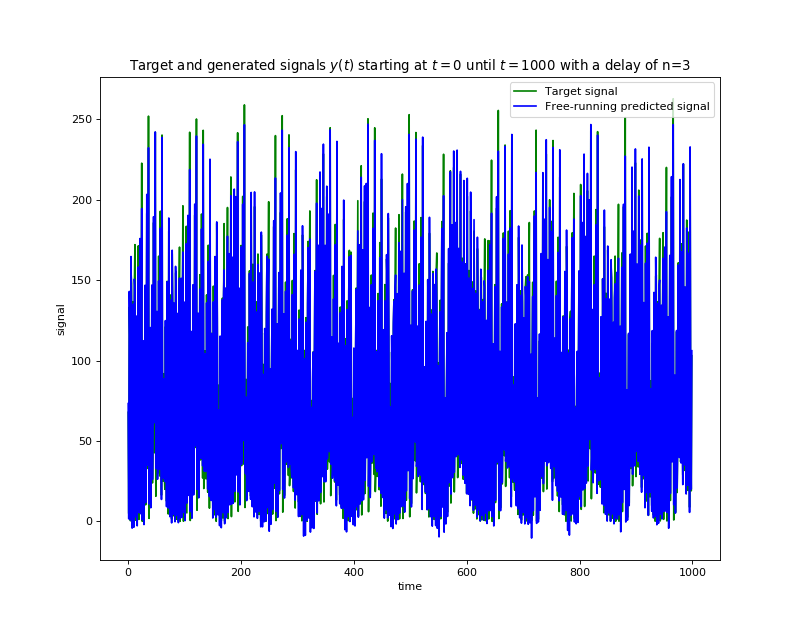 Target and generated signals y(t) starting at t = 0 until t = 1000 with a delay of n=3
Target signal
Free-running predicted signal
250
200
150
100
50
0
signal
0 200 400 600 800 1000
time